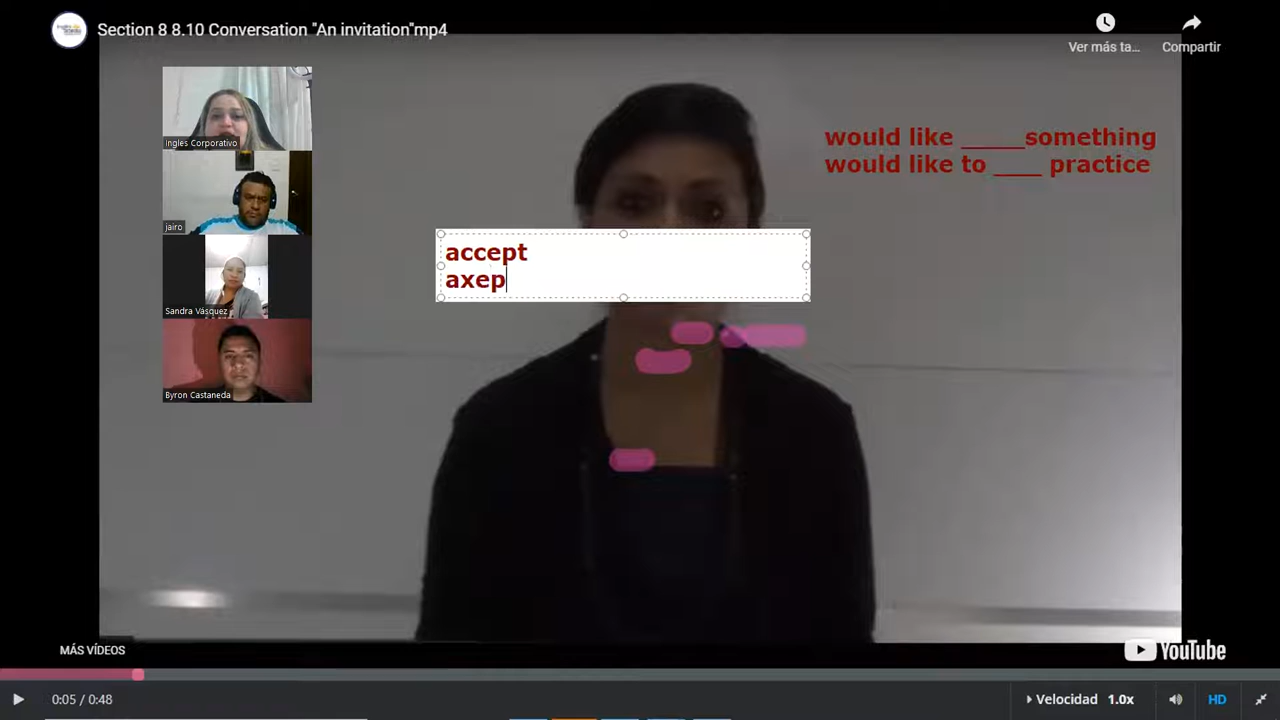 Section 8 8.10 Conversation "An invitation"mp4
Ver más ta...
Compartir
Ingles Corporativo
jairo
Sandra Vásquez
Byron Castaneda
would like _____something
would like to ____ practice
accept
axep
MÁS VÍDEOS
YouTube
0:05 / 0:48
Velocidad 1.0x
HD